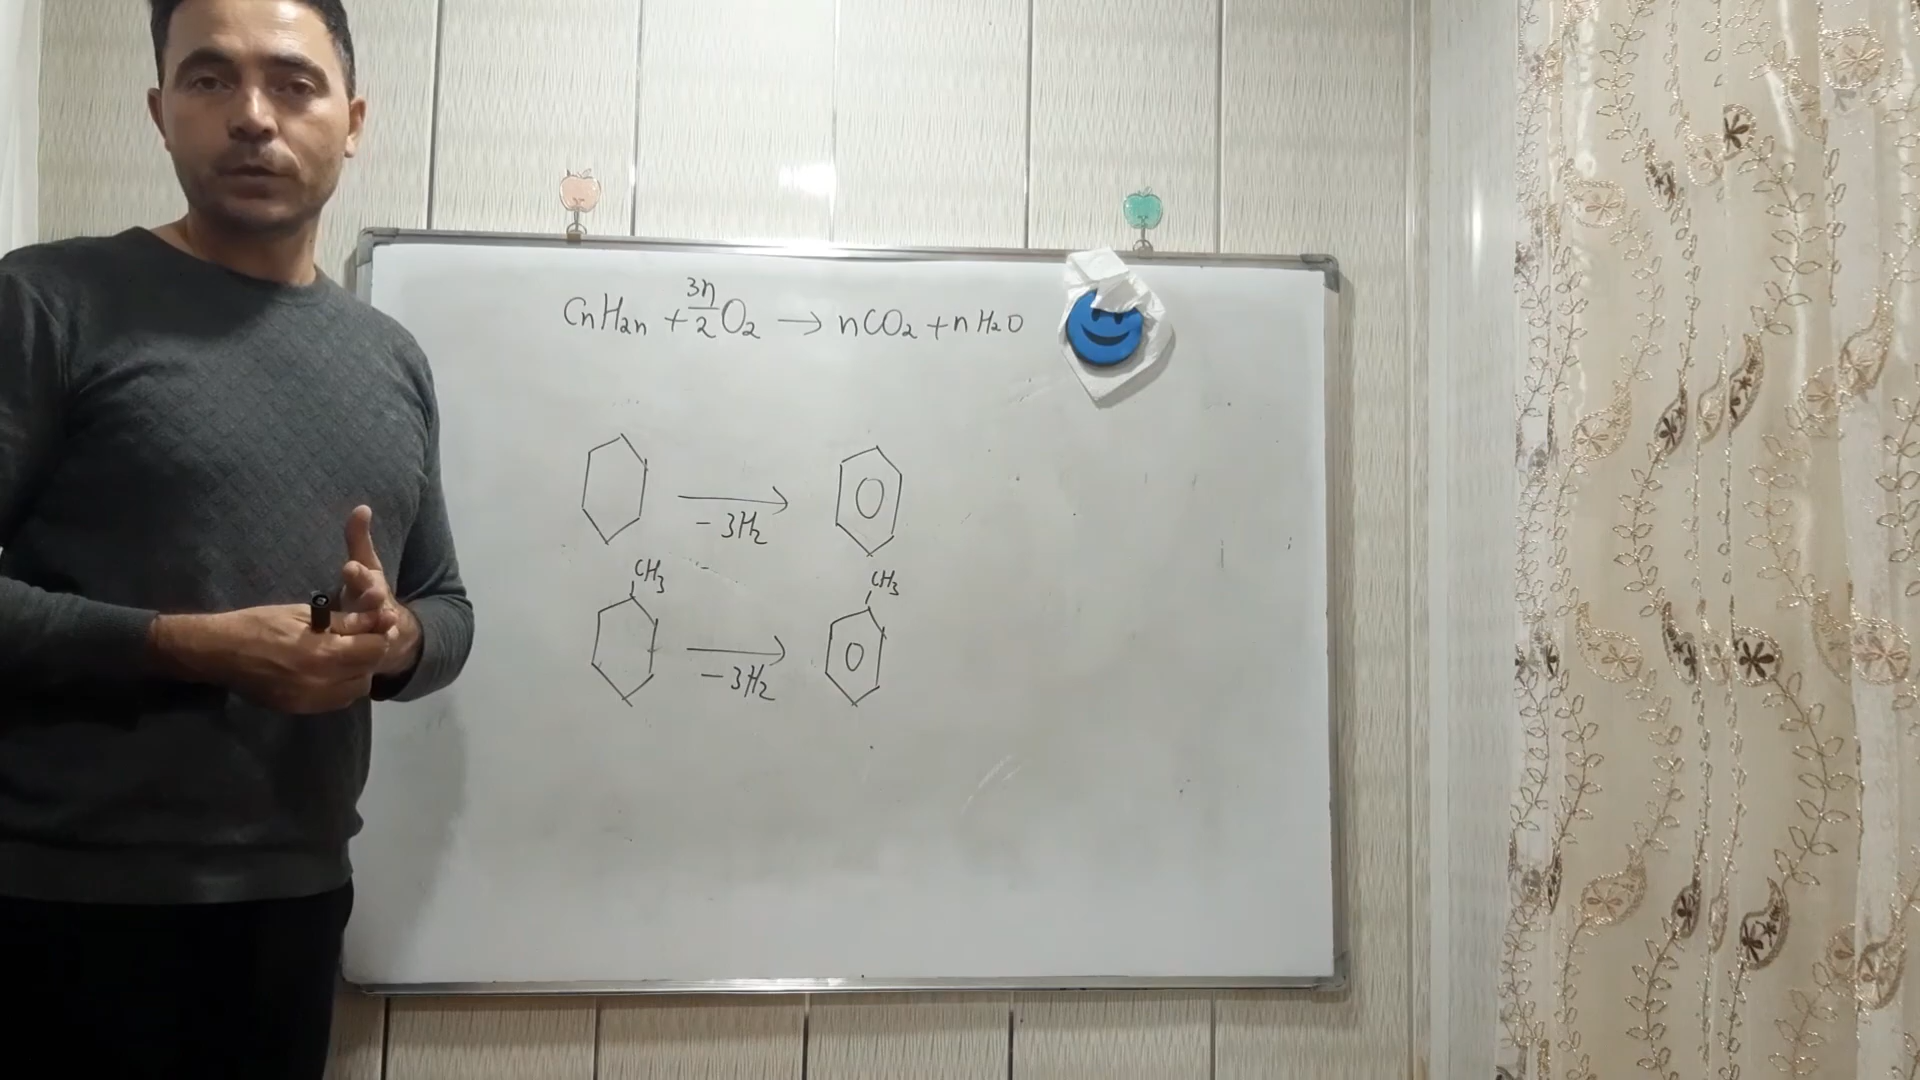 CnH2n + 3n/2 O2 → nCO2 + nH2O
→ -3H2
CH3 CH3
→ -3H2